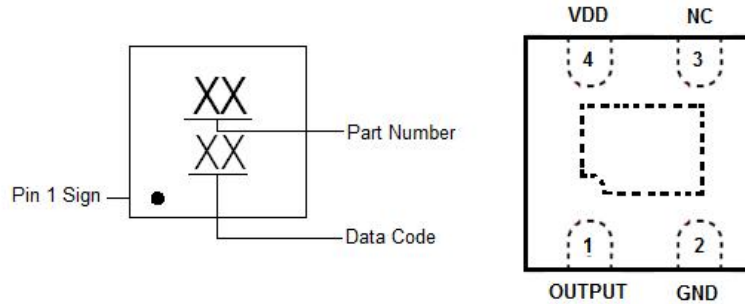 XX
XX
Part Number
Pin 1 Sign
Data Code
VDD NC
4 3
1 2
OUTPUT GND